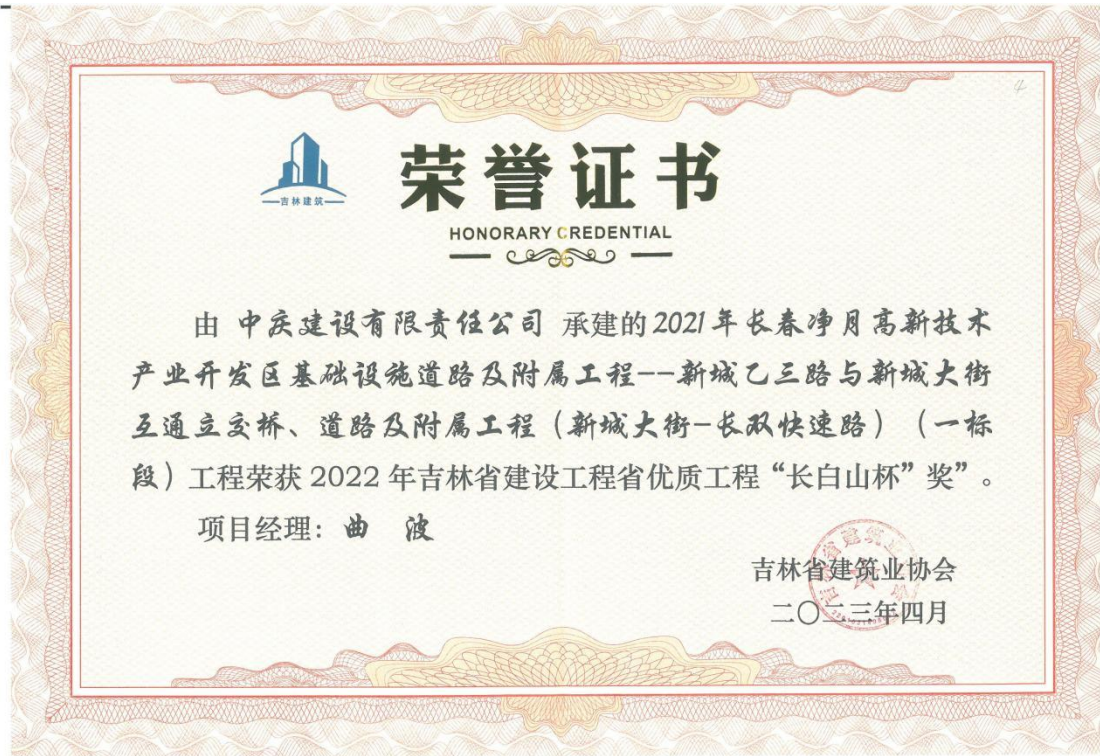 吉林建筑
荣誉证书
HONORARY CREDENTIAL
由 中庆建设有限责任公司 承建的2021年长春净月高新技术
产业开发区基础设施道路及附属工程--新城乙三路与新城大街
互通立交桥、道路及附属工程（新城大街-长双快速路）（一标
段）工程荣获 2022 年吉林省建设工程省优质工程“长白山杯”奖”。
项目经理：曲 波
吉林省建筑业协会
二〇二三年四月